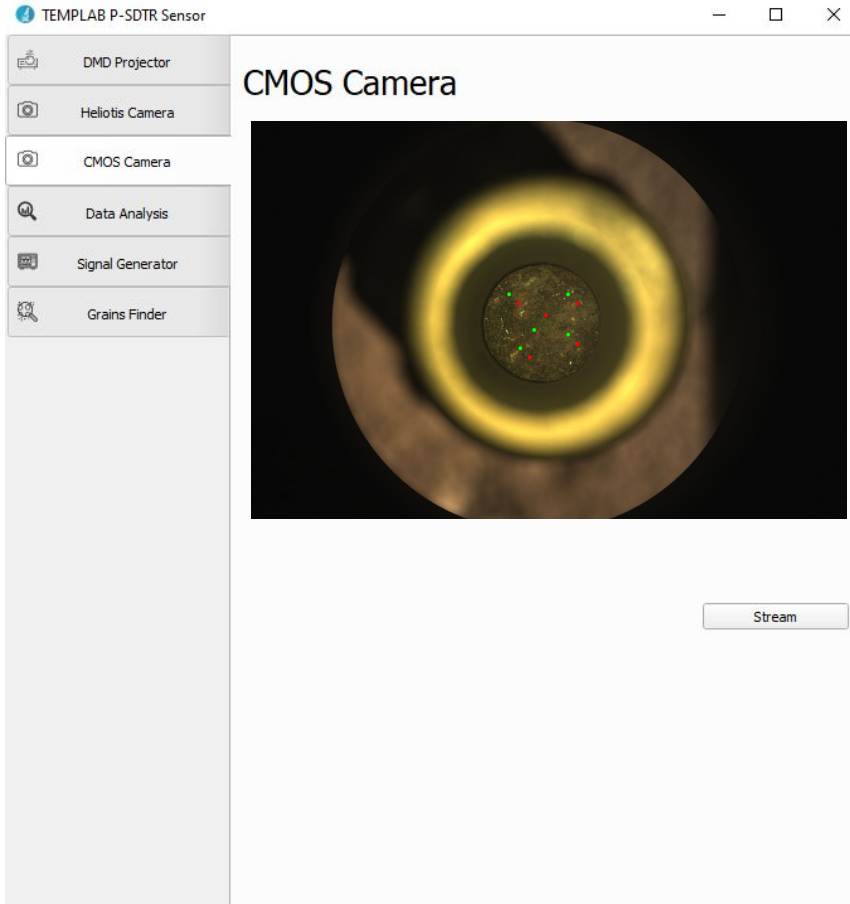 TEMPLAB P-SDTR Sensor
DMD Projector
Heliotis Camera
CMOS Camera
Data Analysis
Signal Generator
Grains Finder
CMOS Camera
Stream